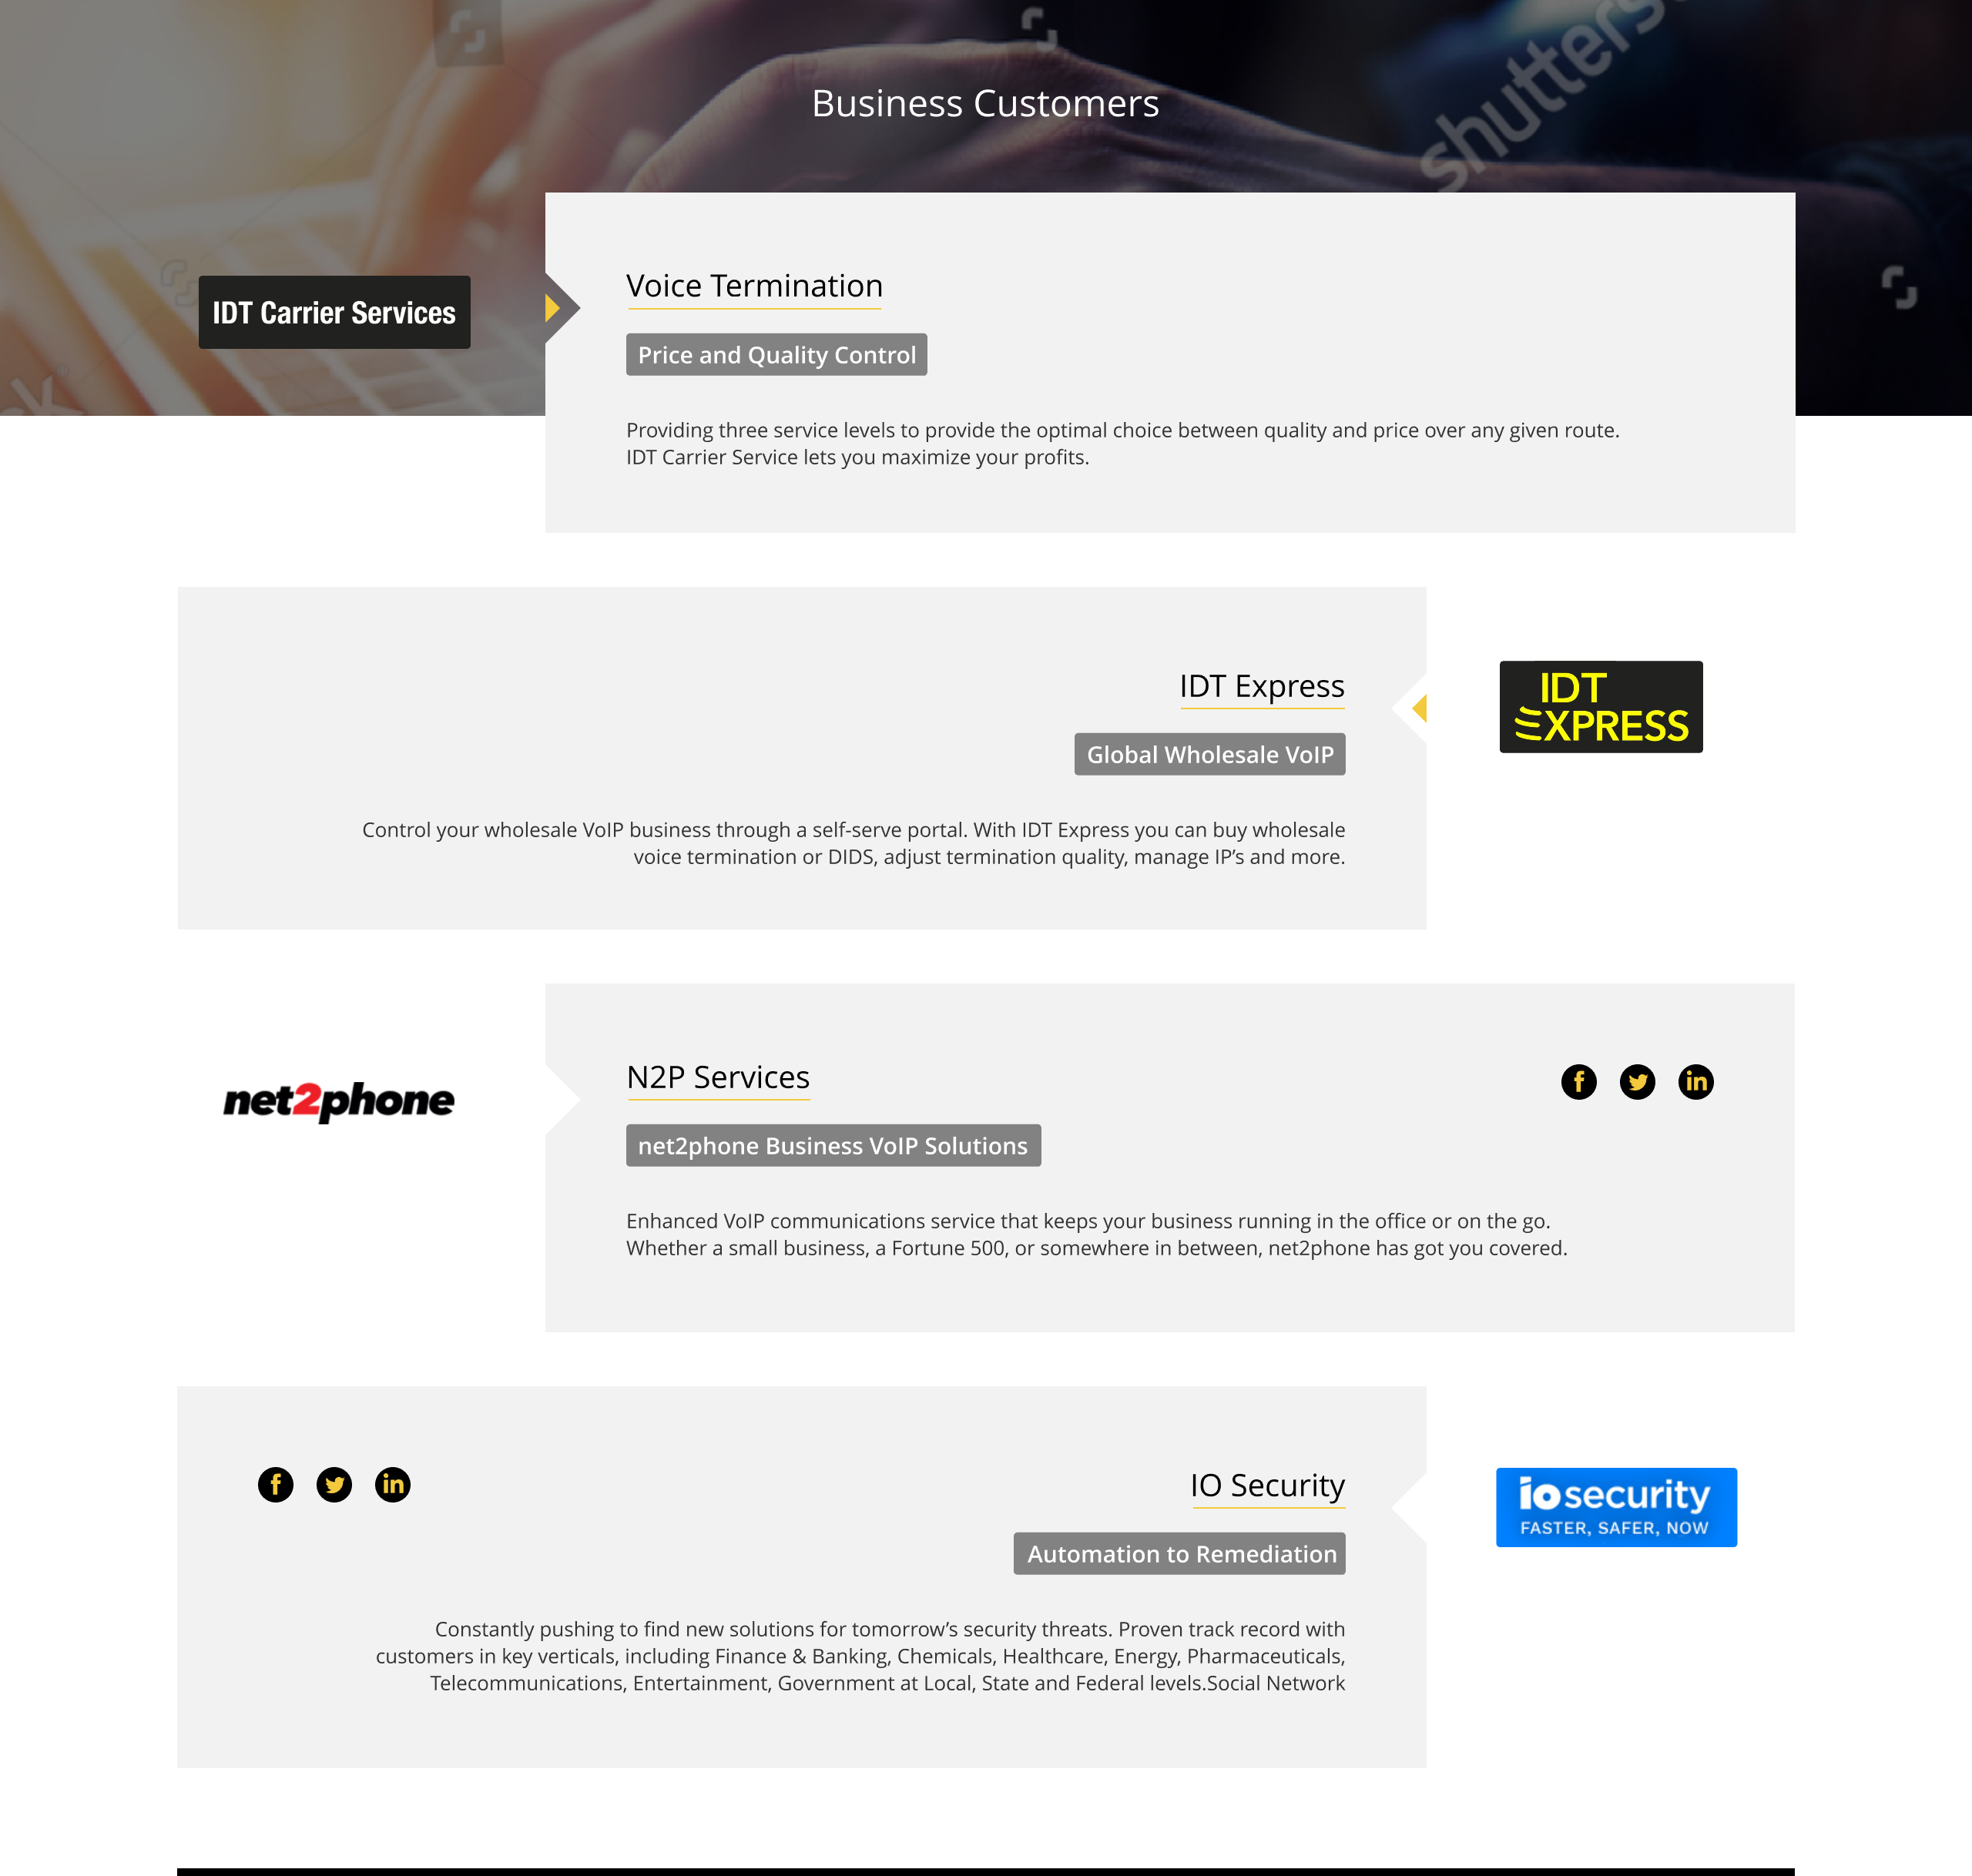 Business Customers
shutters
IDT Carrier Services
Voice Termination
Price and Quality Control
Providing three service levels to provide the optimal choice between quality and price over any given route.
IDT Carrier Service lets you maximize your profits.
IDT Express
Global Wholesale VoIP
Control your wholesale VoIP business through a self-serve portal. With IDT Express you can buy wholesale
voice termination or DIDS, adjust termination quality, manage IP’s and more.
IDT
EXPRESS
net2phone
N2P Services
net2phone Business VoIP Solutions
Enhanced VoIP communications service that keeps your business running in the office or on the go.
Whether a small business, a Fortune 500, or somewhere in between, net2phone has got you covered.
IO Security
Automation to Remediation
Constantly pushing to find new solutions for tomorrow’s security threats. Proven track record with
customers in key verticals, including Finance & Banking, Chemicals, Healthcare, Energy, Pharmaceuticals,
Telecommunications, Entertainment, Government at Local, State and Federal levels.Social Network
io security
FASTER, SAFER, NOW